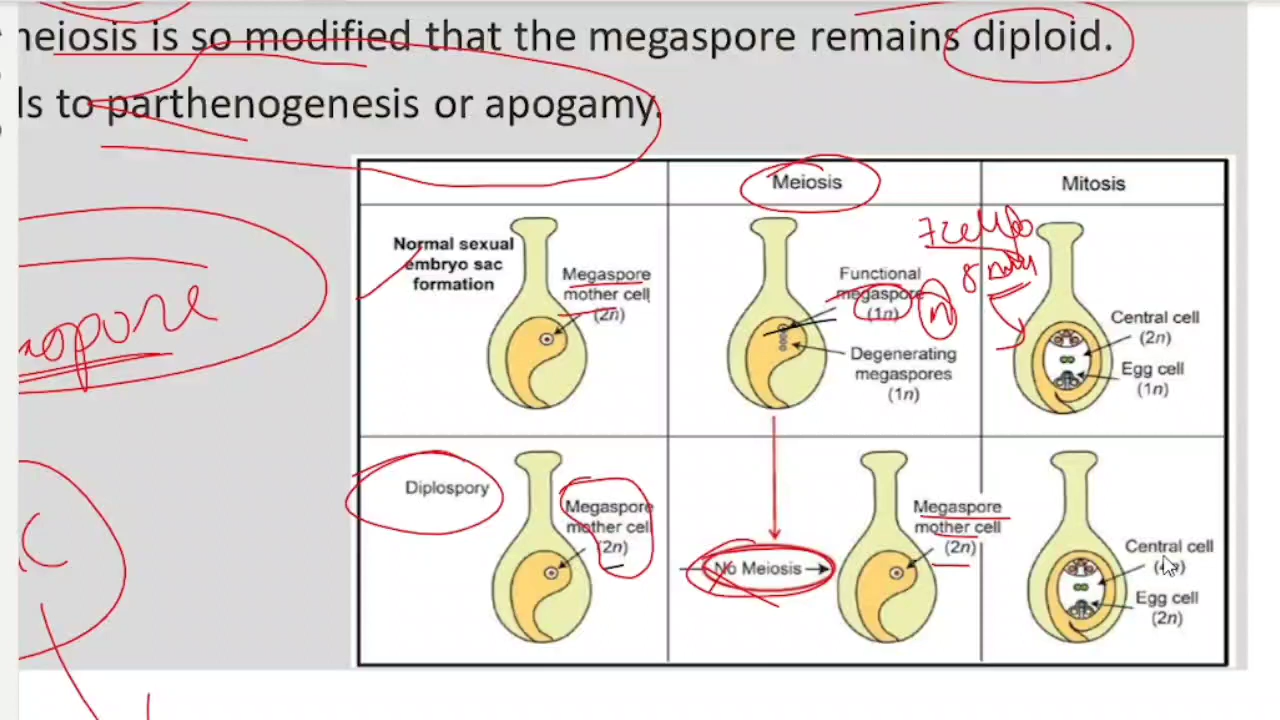 neiosis is so modified that the megaspore remains diploid.
ls to parthenogenesis or apogamy.
Meiosis
Mitosis
Normal sexual
embryo sac
formation
Megaspore
mother cell
(2n)
Functional
megaspore
(1n)
n
Degenerating
megaspores
(1n)
7 cells
Central cell
(2n)
Egg cell
(1n)
Diplospory
Megaspore
mother cell
(2n)
No Meiosis
Megaspore
mother cell
(2n)
Central cell
Egg cell
(2n)